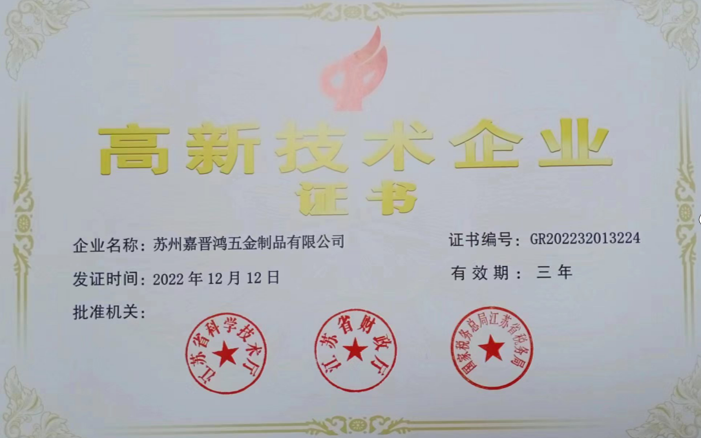 高新技术企业
证书
企业名称：苏州嘉晋鸿五金制品有限公司
证书编号：GR202232013224
发证时间：2022年12月12日
有效期：三年
批准机关：
江苏省科学技术厅
江苏省财政厅
国家税务总局江苏省税务局